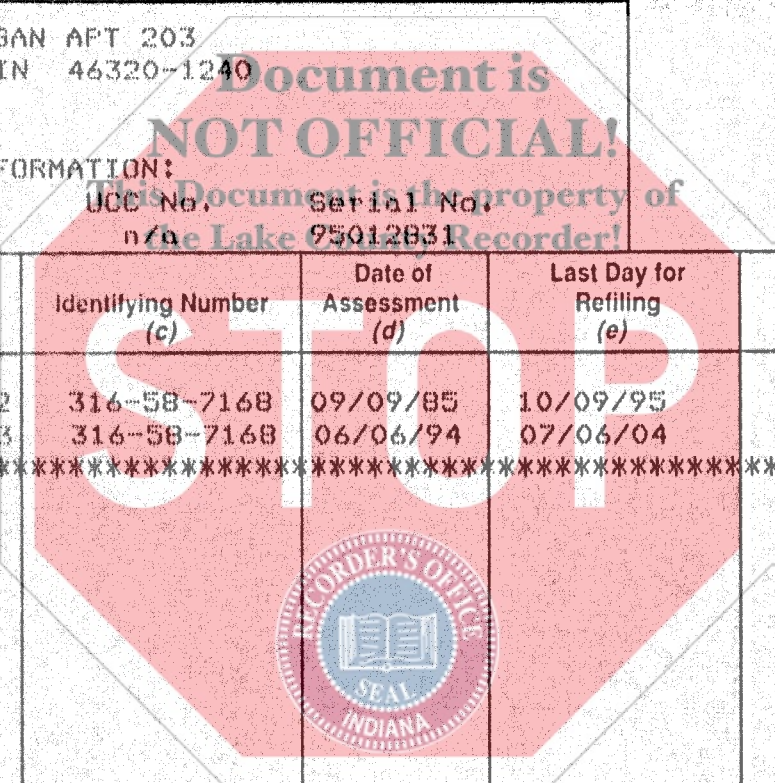 GAN APT 203
IN 46320-1240
Document is
NOT OFFICIAL!
FORMATION:
This Document is the property of
UCC No. Serial No.
the Lake County Recorder!
n/a 95012831
Identifying Number (c) Date of Assessment (d) Last Day for Refiling (e)
STOP
2 316-58-7168 09/09/85 10/09/95
3 316-58-7168 06/06/94 07/06/04
*****************************************************
RECORDER'S OFFICE
SEAL
INDIANA